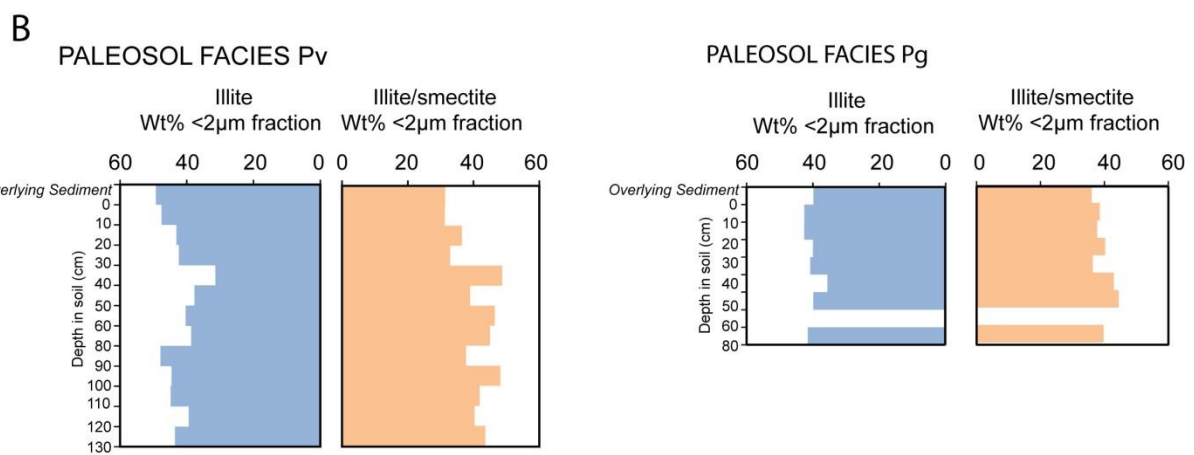 B
PALEOSOL FACIES Pv
Illite
Wt% <2μm fraction
Illite/smectite
Wt% <2μm fraction
60 40 20 0
0 20 40 60
verlying Sediment
0
10
20
30
40
50
60
80
90
100
110
120
130
Depth in soil (cm)
PALEOSOL FACIES Pg
Illite
Wt% <2μm fraction
Illite/smectite
Wt% <2μm fraction
60 40 20 0
0 20 40 60
Overlying Sediment
0
10
20
30
40
50
60
80
Depth in soil (cm)